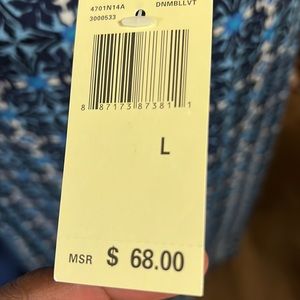 4701N14A DNMBLLVT
3000533
8 87173 87381 1
L
MSR $ 68.00